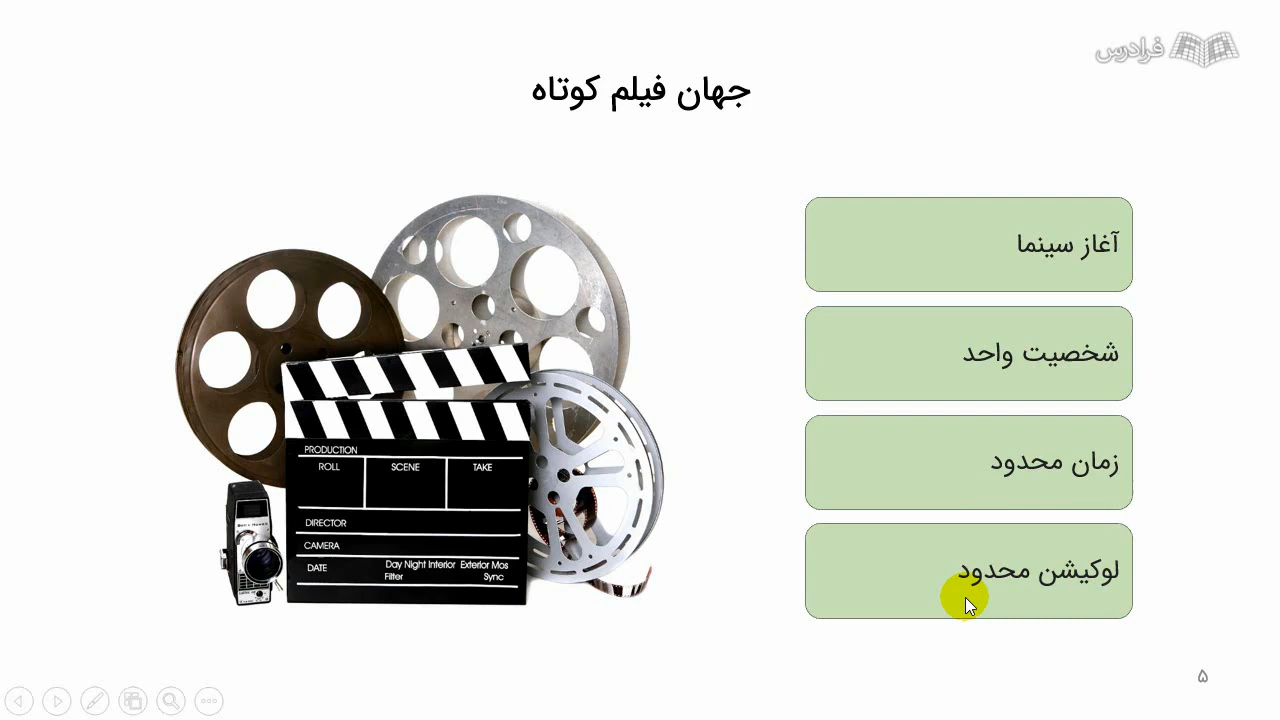 فرادرس
جهان فیلم کوتاه
آغاز سینما
شخصیت واحد
زمان محدود
لوکیشن محدود
PRODUCTION
ROLL SCENE TAKE
DIRECTOR
CAMERA
DATE Day Night Interior Exterior Mos
Filter Sync
۵